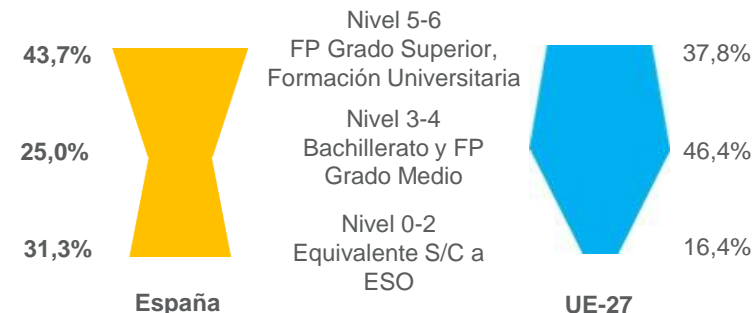 Nivel 5-6
FP Grado Superior,
Formación Universitaria
43,7%
37,8%
Nivel 3-4
Bachillerato y FP
Grado Medio
25,0%
46,4%
Nivel 0-2
Equivalente S/C a
ESO
31,3%
16,4%
España
UE-27